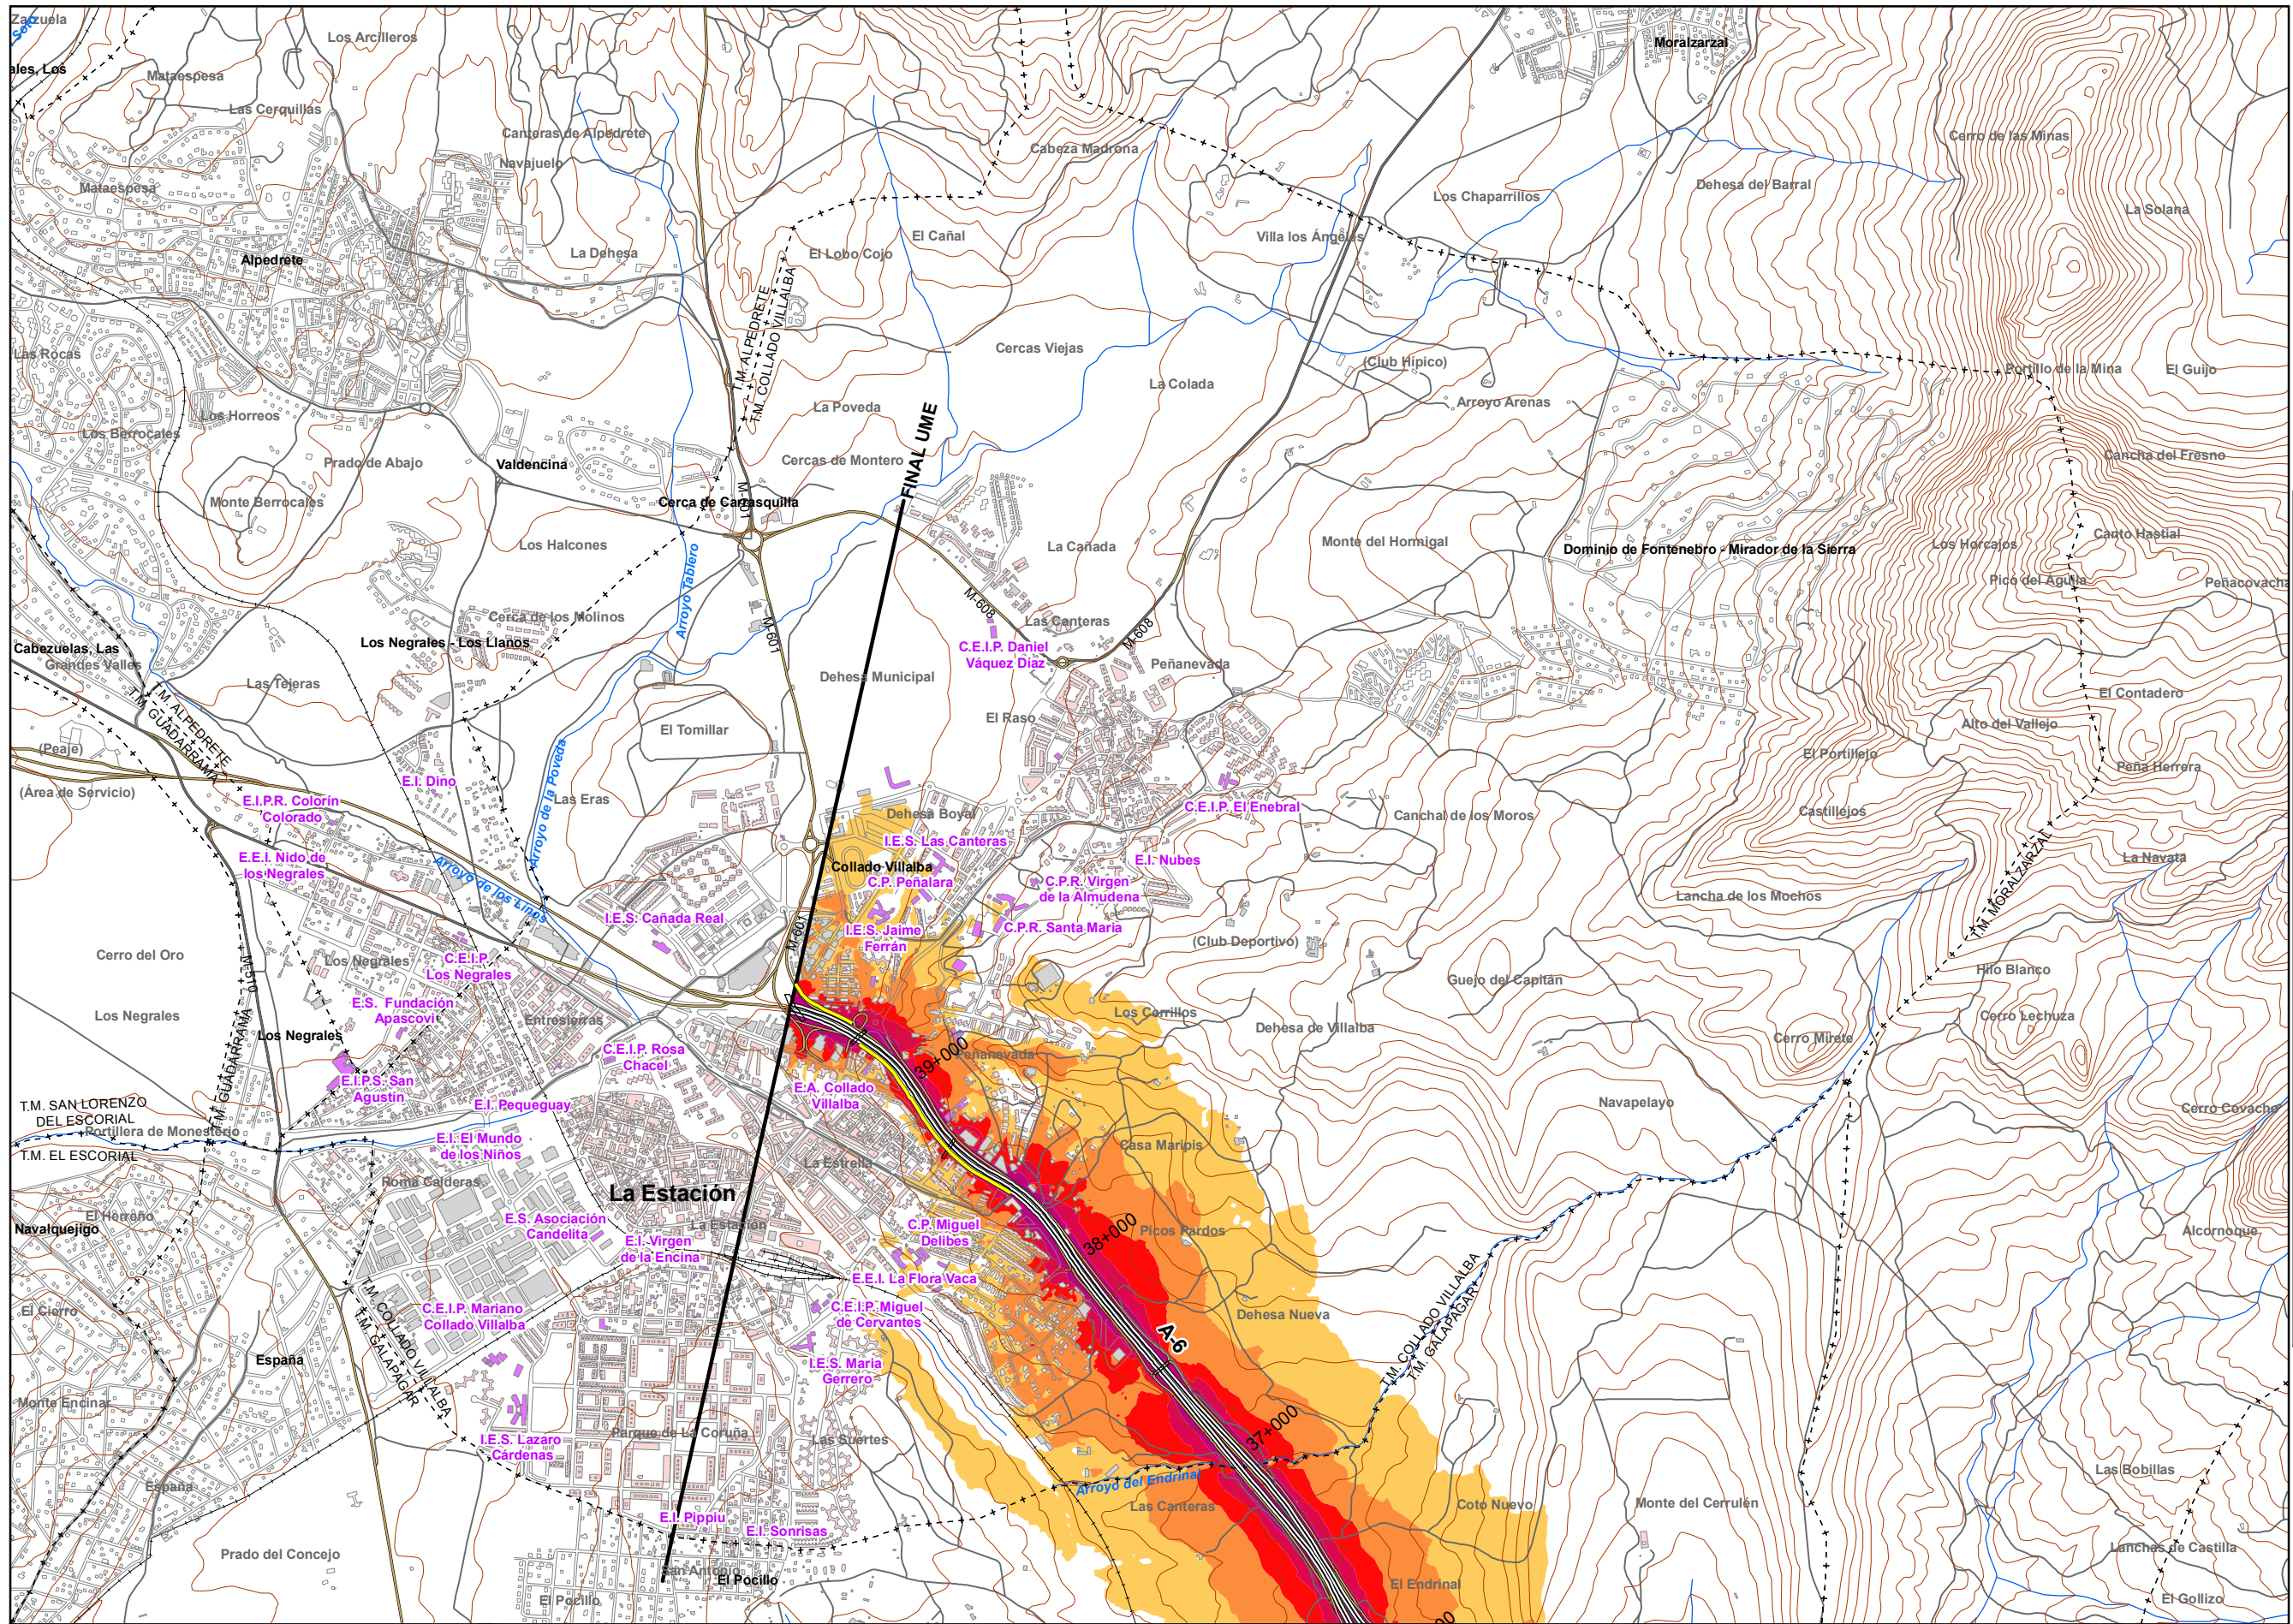 Zarzuela
Soto
ales, Los
Los Arcilleros
Mataespesa
Las Cerquillas
Canteras de Alpedrete
Navajuelo
Mataespesa
Alpedrete
La Dehesa
El Lobo Cojo
El Cañal
Cabeza Madrona
Moralzarzal
Cerro de las Minas
Los Chaparrillos
Dehesa del Barral
La Solana
Villa los Ángeles
T.M. ALPEDRETE
T.M. COLLADO VILLALBA
Las Rocas
Los Horreos
Los Berrocales
Prado de Abajo
Monte Berrocales
Valdencina
Cercas Viejas
La Colada
(Club Hípico)
Arroyo Arenas
Portillo de la Mina
El Guijo
La Poveda
Cercas de Montero
FINAL UME
Cerca de Carrasquilla
M-601
Cancha del Fresno
Canto Hastial
Los Halcones
Arroyo Tablero
La Cañada
Monte del Hormigal
Dominio de Fontenebro - Mirador de la Sierra
Los Horcajos
Pico del Aguila
Peñacovacha
Cerca de los Molinos
Los Negrales - Los Llanos
M-601
M-608
Las Canteras
M-608
C.E.I.P. Daniel
Váquez Díaz
Peñanevada
Cabezuelas, Las
Grandes Valles
Las Tejeras
T.M. ALPEDRETE
T.M. GUADARRAMA
Dehesa Municipal
El Raso
El Contadero
Alto del Vallejo
El Portillejo
Peña Herrera
(Peaje)
(Área de Servicio)
El Tomillar
E.I. Dino
Arroyo de la Poveda
Las Eras
E.I.P.R. Colorín
Colorado
E.E.I. Nido de
los Negrales
Arroyo de los Linos
Dehesa Boyal
C.E.I.P. El Enebral
I.E.S. Las Canteras
Canchal de los Moros
Castillejos
E.I. Nubes
Collado Villalba
C.P. Peñalara
C.P.R. Virgen
de la Almudena
La Navata
T.M. MORALZARZAL
Lancha de los Mochos
I.E.S. Cañada Real
M-601
I.E.S. Jaime
Ferrán
C.P.R. Santa Maria
(Club Deportivo)
Cerro del Oro
M-510
Los Negrales
C.E.I.P.
Los Negrales
Guejo del Capitán
Hilo Blanco
Los Negrales
E.S. Fundación
Apascovi
Entresierras
Los Cerrillos
Dehesa de Villalba
Cerro Lechuza
Los Negrales
C.E.I.P. Rosa
Chacel
39+000
Peñanevada
Cerro Mirete
E.I.P.S. San
Agustín
E.A. Collado
Villalba
T.M. GUADARRAMA
T.M. SAN LORENZO
DEL ESCORIAL
E.I. Pequeguay
Navapelayo
Cerro Covacho
Portillera de Monesterio
T.M. EL ESCORIAL
E.I. El Mundo
de los Niños
La Estrella
Casa Maripis
Roma Calderas
La Estación
El Herreño
Navalquejigo
E.S. Asociación
Candelita
La Estación
C.P. Miguel
Delibes
38+000
Picos Pardos
Alcornoque
E.I. Virgen
de la Encina
E.E.I. La Flora Vaca
T.M. COLLADO VILLALBA
T.M. GALAPAGAR
El Cierro
C.E.I.P. Mariano
Collado Villalba
C.E.I.P. Miguel
de Cervantes
Dehesa Nueva
T.M. COLLADO VILLALBA
T.M. GALAPAGAR
A-6
España
I.E.S. Maria
Gerrero
Monte Encinar
Parque de La Coruña
Las Suertes
37+000
I.E.S. Lazaro
Cárdenas
Las Bobillas
España
Arroyo del Endrinal
Las Canteras
Coto Nuevo
Monte del Cerrulén
E.I. Pippiu
E.I. Sonrisas
Prado del Concejo
Lanchas de Castilla
San Antonio
El Pocillo
El Endrinal
El Pocillo
El Gollizo